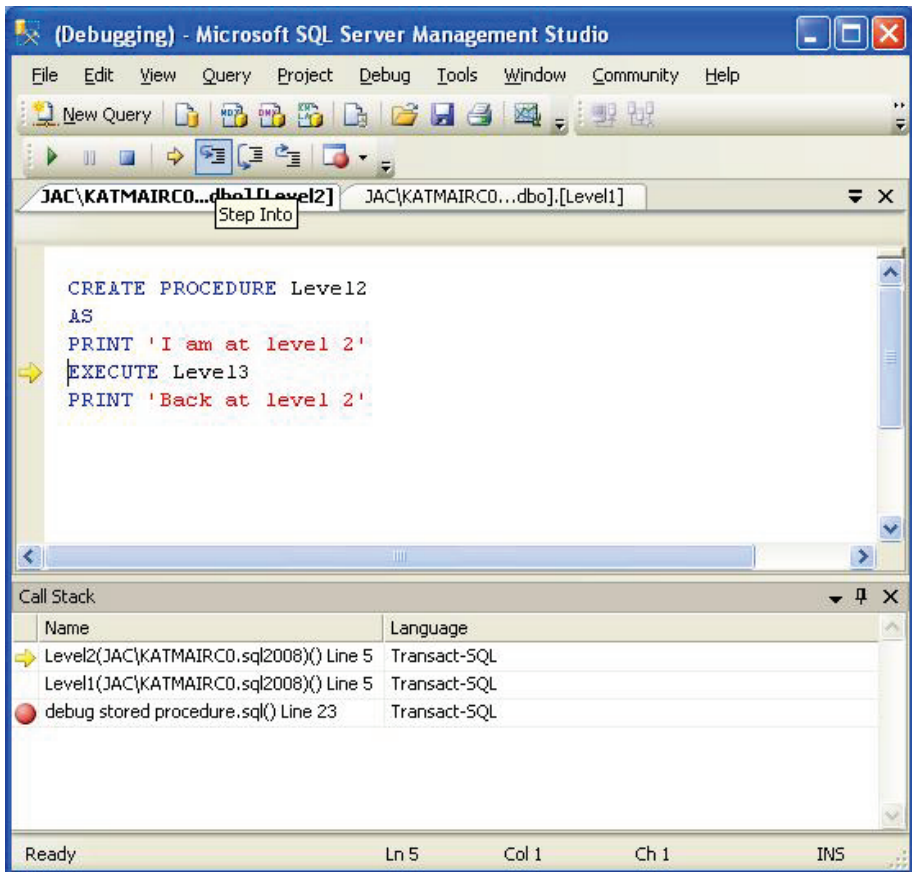 (Debugging) - Microsoft SQL Server Management Studio
File Edit View Query Project Debug Tools Window Community Help
New Query
JAC\KATMAIRC0...dbo].[Level2] JAC\KATMAIRC0...dbo].[Level1]
Step Into
CREATE PROCEDURE Level2
AS
PRINT 'I am at level 2'
EXECUTE Level3
PRINT 'Back at level 2'
Call Stack
Name Language
Level2(JAC\KATMAIRC0.sql2008)() Line 5 Transact-SQL
Level1(JAC\KATMAIRC0.sql2008)() Line 5 Transact-SQL
debug stored procedure.sql() Line 23 Transact-SQL
Ready Ln 5 Col 1 Ch 1 INS